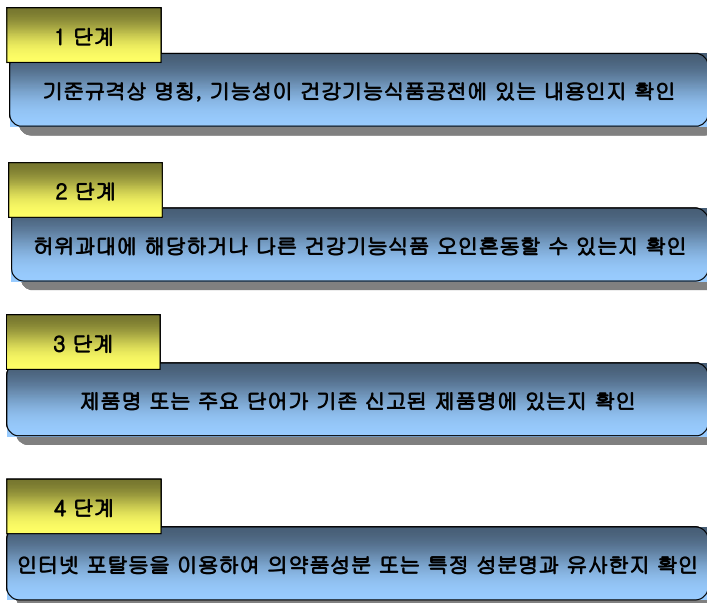 1 단계
기준규격상 명칭, 기능성이 건강기능식품공전에 있는 내용인지 확인
2 단계
허위과대에 해당하거나 다른 건강기능식품 오인혼동할 수 있는지 확인
3 단계
제품명 또는 주요 단어가 기존 신고된 제품명에 있는지 확인
4 단계
인터넷 포탈등을 이용하여 의약품성분 또는 특정 성분명과 유사한지 확인